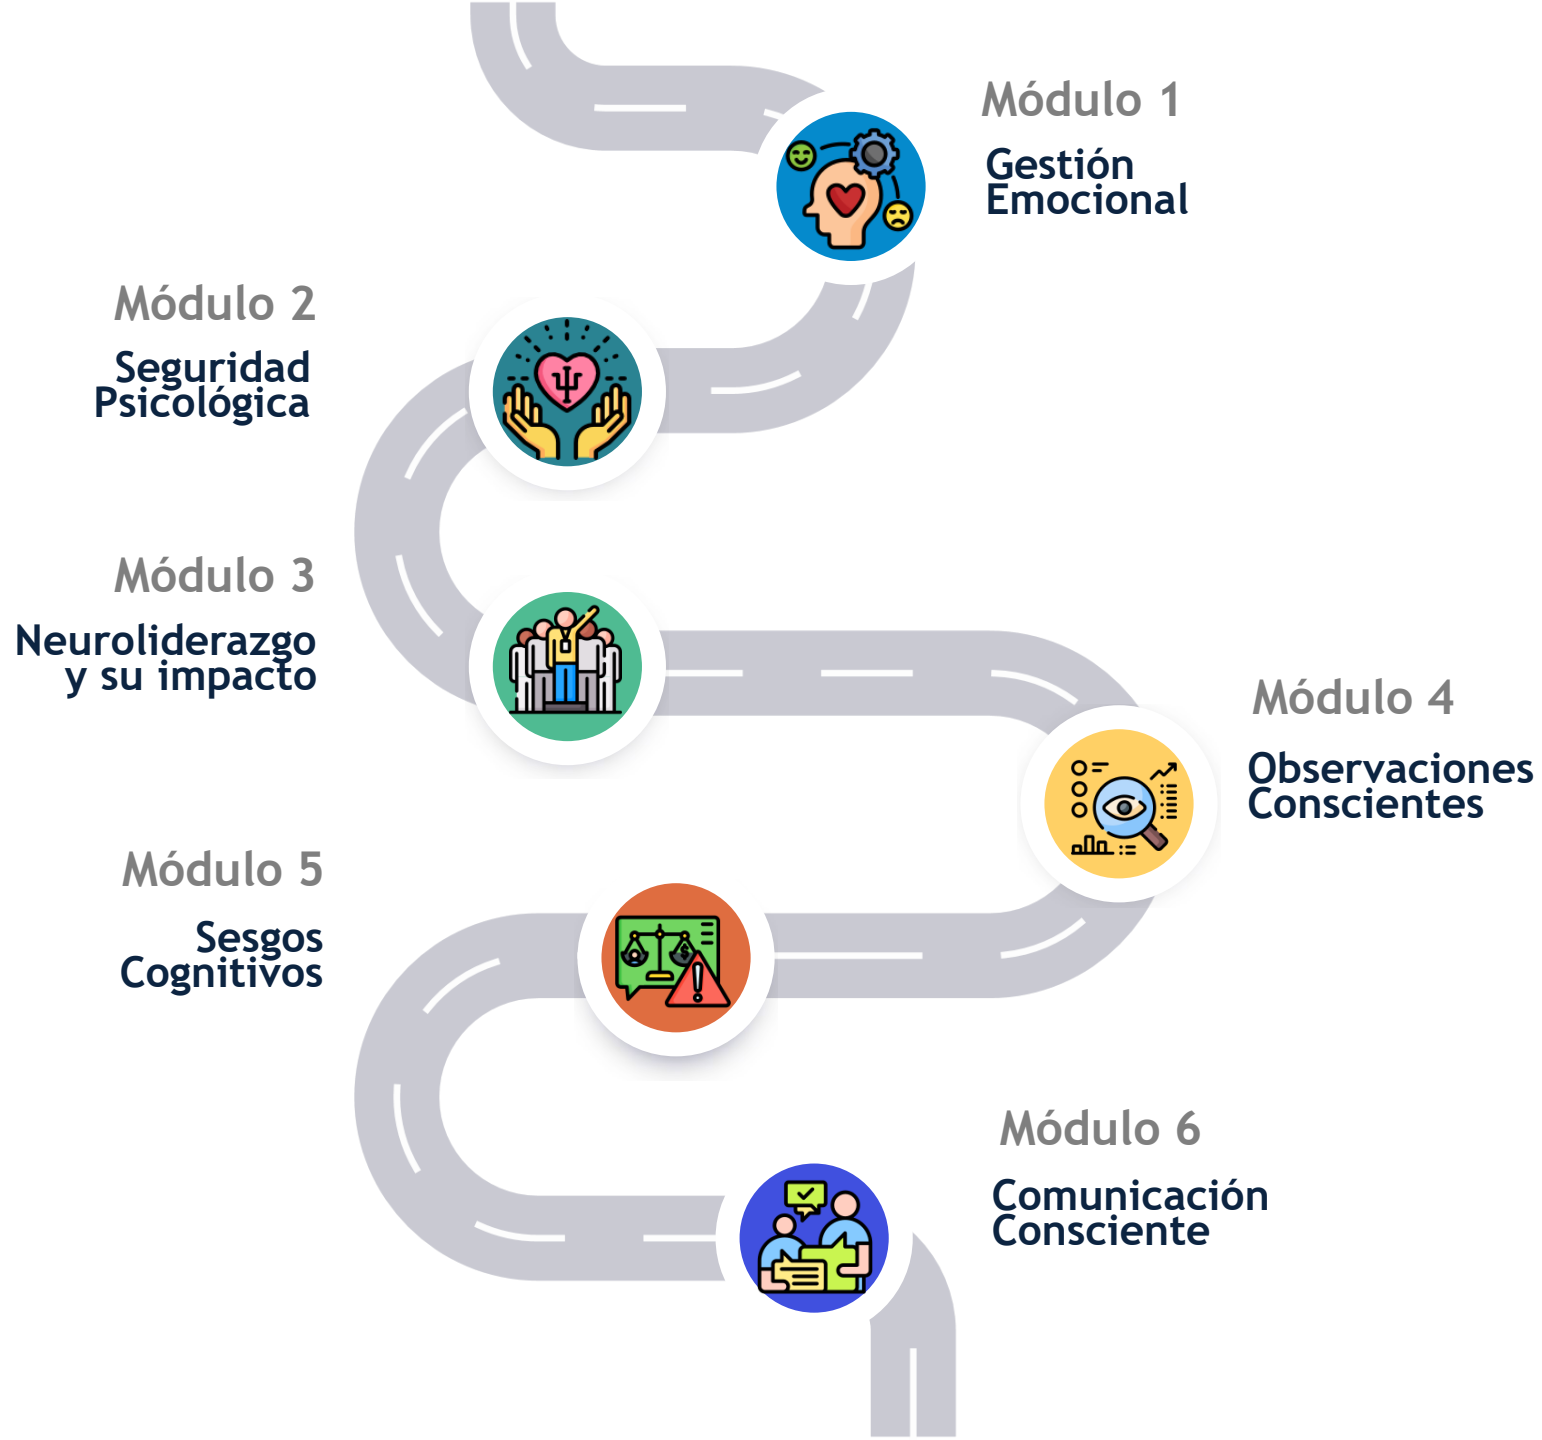 Módulo 1
Gestión
Emocional
Módulo 2
Seguridad
Psicológica
Módulo 3
Neuroliderazgo
y su impacto
Módulo 4
Observaciones
Conscientes
Módulo 5
Sesgos
Cognitivos
Módulo 6
Comunicación
Consciente